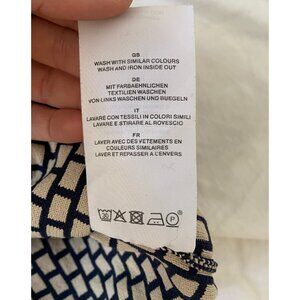 GB
WASH WITH SIMILAR COLOURS
WASH AND IRON INSIDE OUT
DE
MIT FARBAEHNLICHEN
TEXTILIEN WASCHEN
VON LINKS WASCHEN UND BUEGELN
IT
LAVARE CON TESSILI IN COLORI SIMILI
LAVARE E STIRARE AL ROVESCIO
FR
LAVER AVEC DES VETEMENTS EN
COULEURS SIMILAIRES
LAVER ET REPASSER A L'ENVERS
30
P